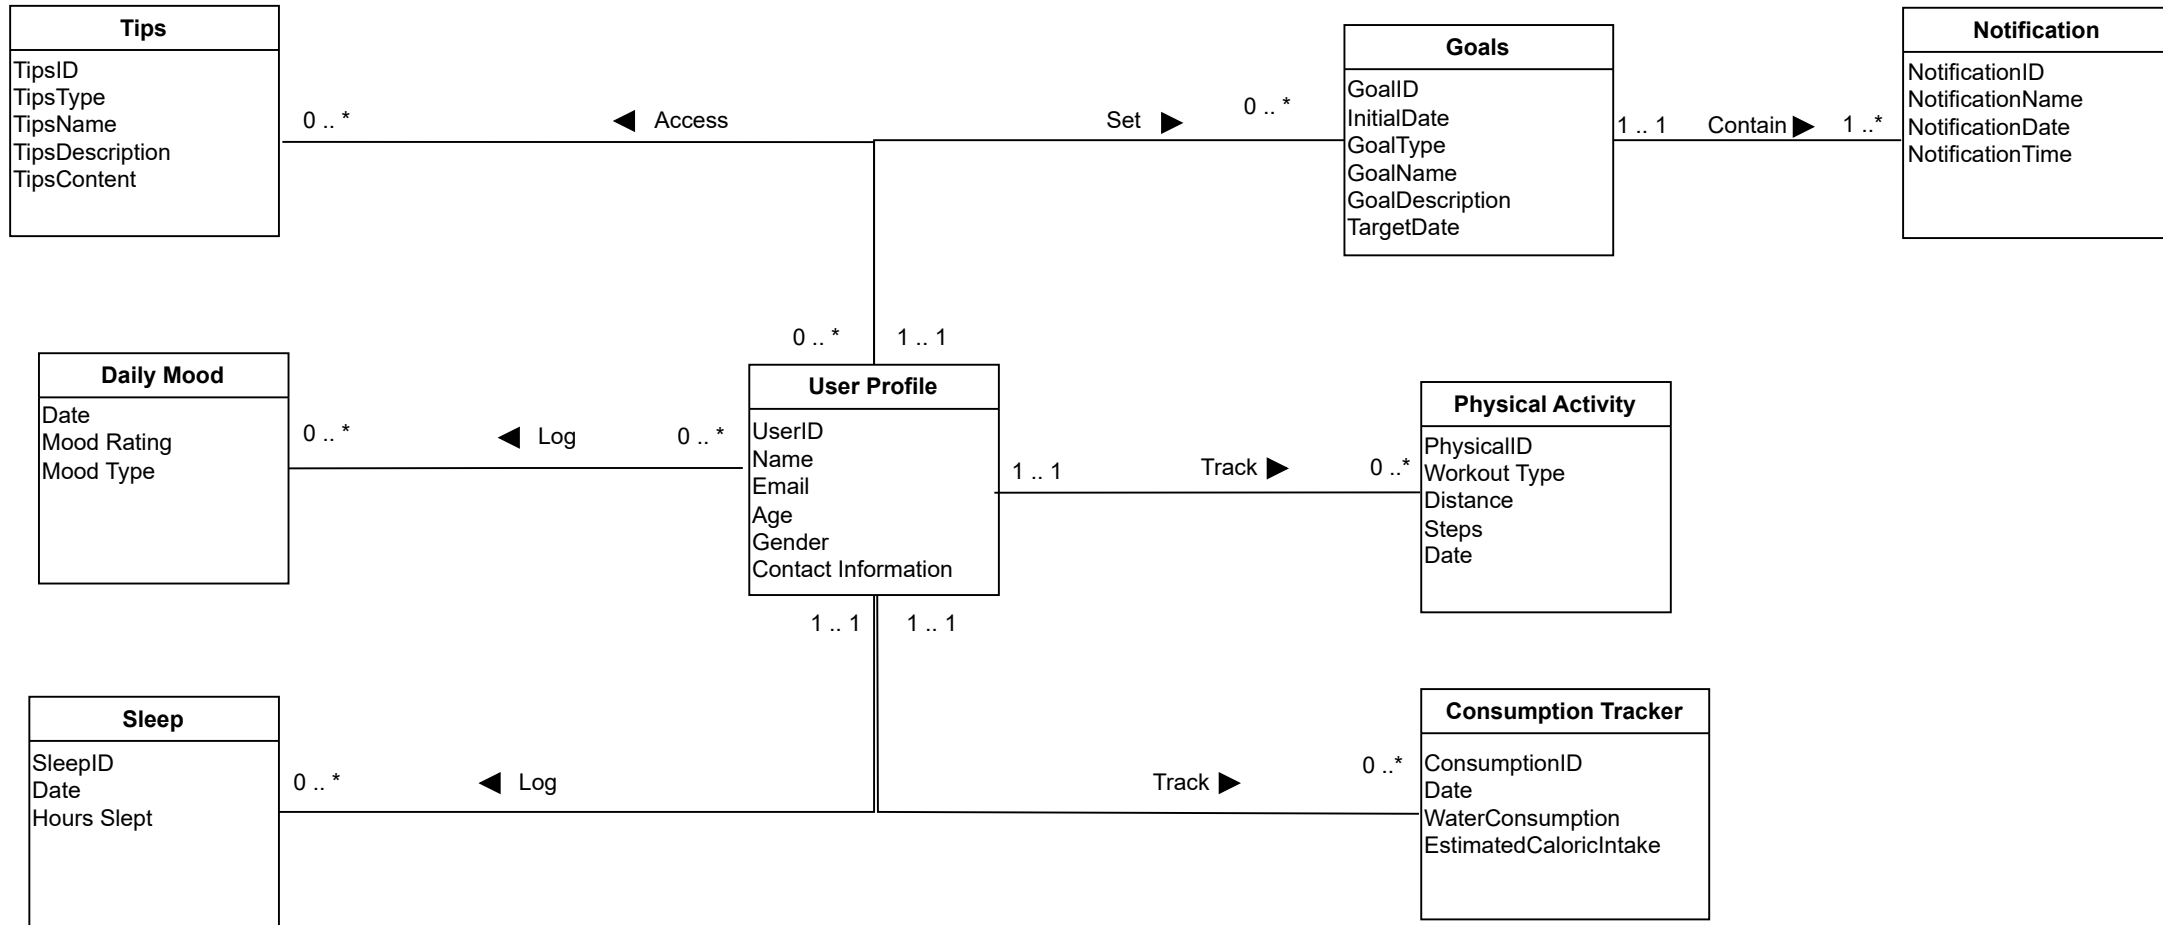 Tips
TipsID
TipsType
TipsName
TipsDescription
TipsContent
0 .. *
Access
Set
0 .. *
Goals
GoalID
InitialDate
GoalType
GoalName
GoalDescription
TargetDate
1 .. 1
Contain
1 ..*
Notification
NotificationID
NotificationName
NotificationDate
NotificationTime
0 .. *
1 .. 1
Daily Mood
Date
Mood Rating
Mood Type
0 .. *
Log
0 .. *
User Profile
UserID
Name
Email
Age
Gender
Contact Information
1 .. 1
Track
0 ..*
Physical Activity
PhysicalID
Workout Type
Distance
Steps
Date
1 .. 1
1 .. 1
Sleep
SleepID
Date
Hours Slept
0 .. *
Log
Track
0 ..*
Consumption Tracker
ConsumptionID
Date
WaterConsumption
EstimatedCaloricIntake